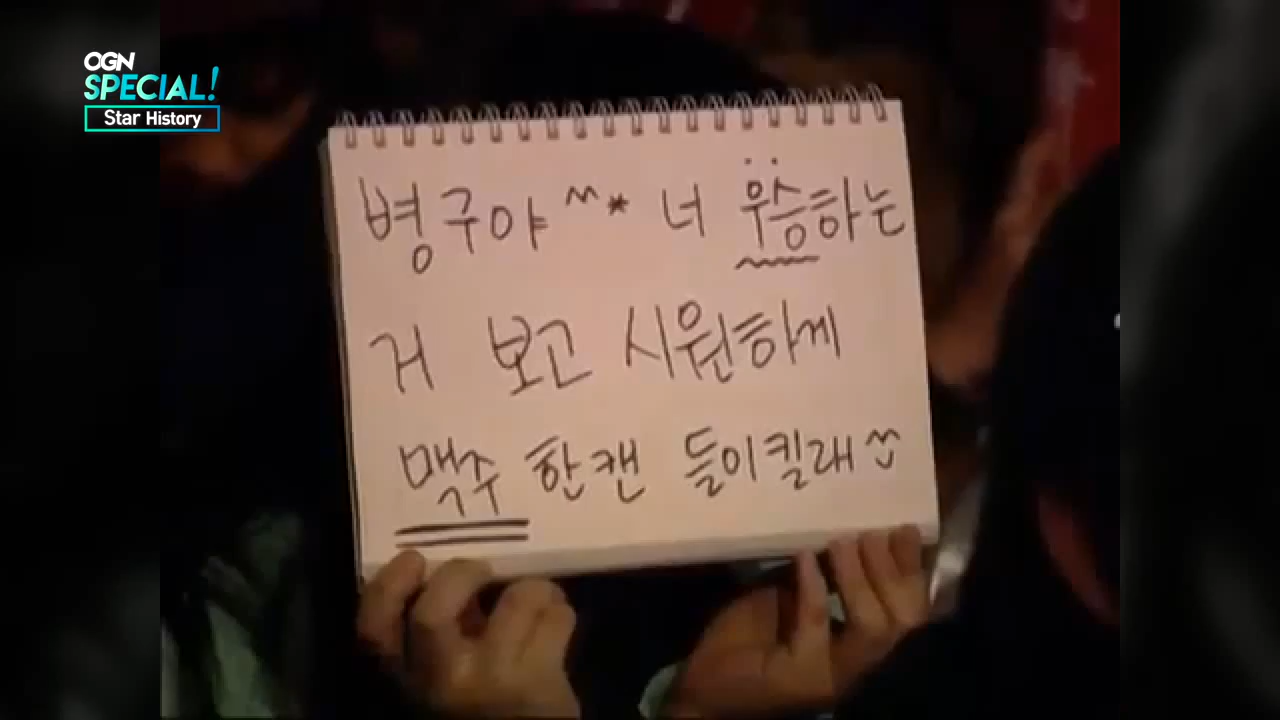 OGN
SPECIAL!
Star History
병구야 ^^* 너 우승하는
거 보고 시원하게
맥주 한캔 들이킬래 ^^